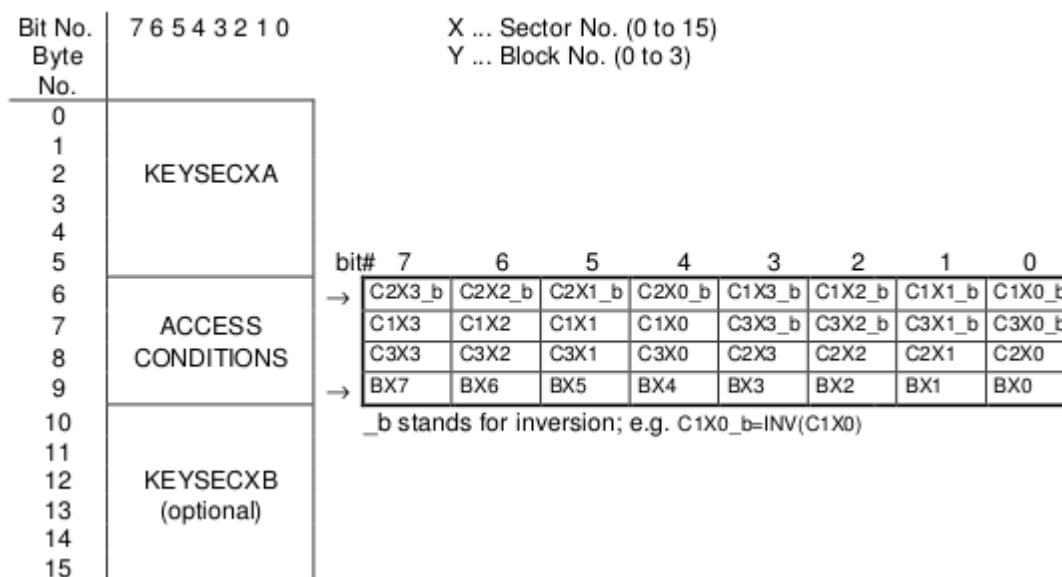 Bit No. 7 6 5 4 3 2 1 0 X ... Sector No. (0 to 15)
Byte Y ... Block No. (0 to 3)
No.
0
1
2 KEYSECXA
3
4
5 bit# 7 6 5 4 3 2 1 0
6 → C2X3_b C2X2_b C2X1_b C2X0_b C1X3_b C1X2_b C1X1_b C1X0_b
7 ACCESS C1X3 C1X2 C1X1 C1X0 C3X3_b C3X2_b C3X1_b C3X0_b
8 CONDITIONS C3X3 C3X2 C3X1 C3X0 C2X3 C2X2 C2X1 C2X0
9 → BX7 BX6 BX5 BX4 BX3 BX2 BX1 BX0
10 _b stands for inversion; e.g. C1X0_b=INV(C1X0)
11
12 KEYSECXB
13 (optional)
14
15